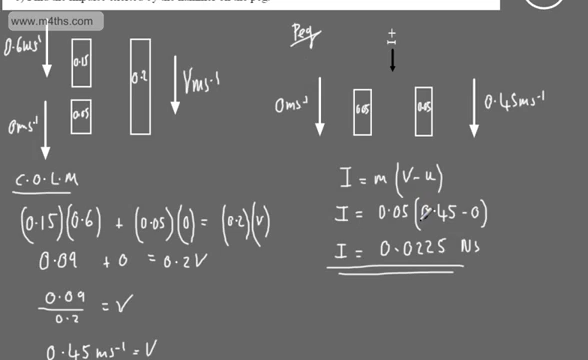 www.m4ths.com
0.6ms⁻¹
0.15
0.2
Vms⁻¹
0ms⁻¹
0.05
C.O.L.M
(0.15)(0.6) + (0.05)(0) = (0.2)(V)
0.09 + 0 = 0.2V
0.09
0.2
= V
0.45ms⁻¹ = V
Peg
+I
0ms⁻¹
0.05
0.05
0.45ms⁻¹
I = m(V-u)
I = 0.05(0.45-0)
I = 0.0225 Ns